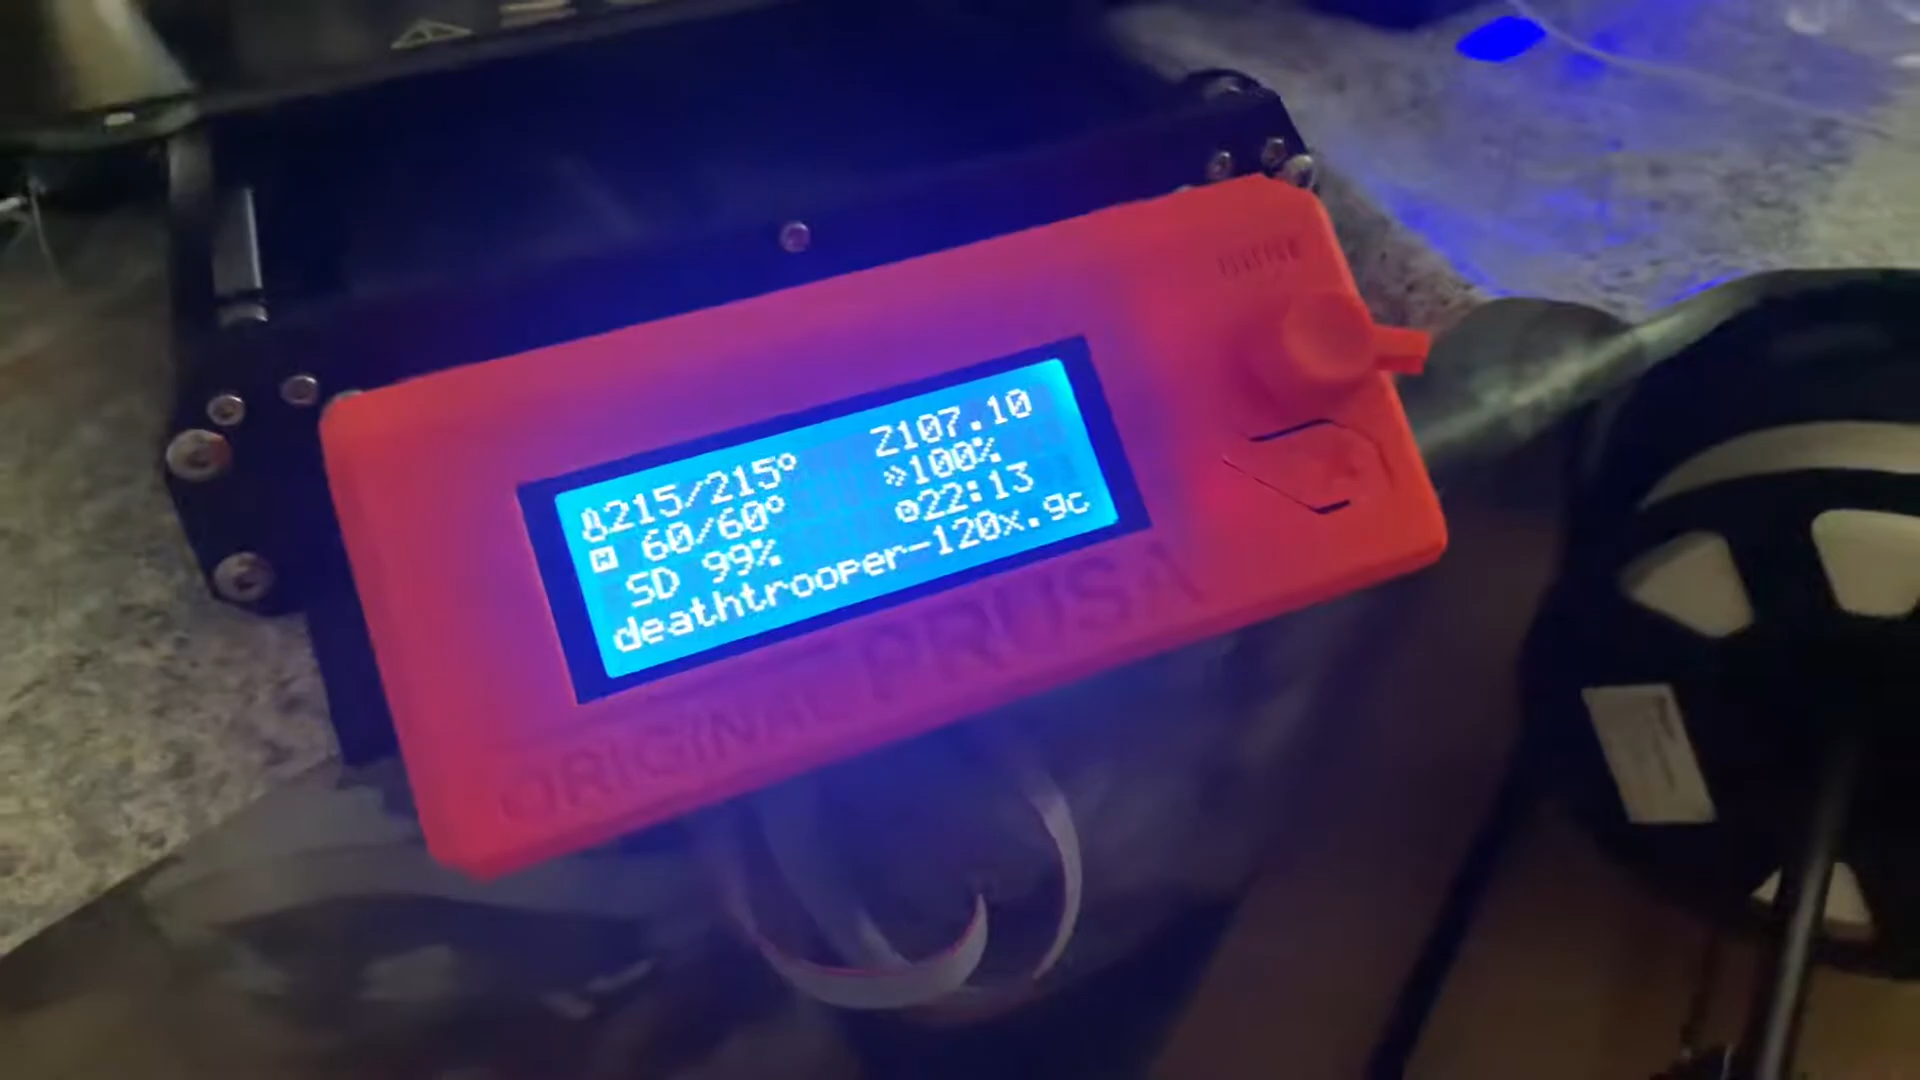 215/215° Z107.10
60/60° 100%
SD 99% 22:13
deathtrooper-120x.gc
ORIGINAL PRUSA